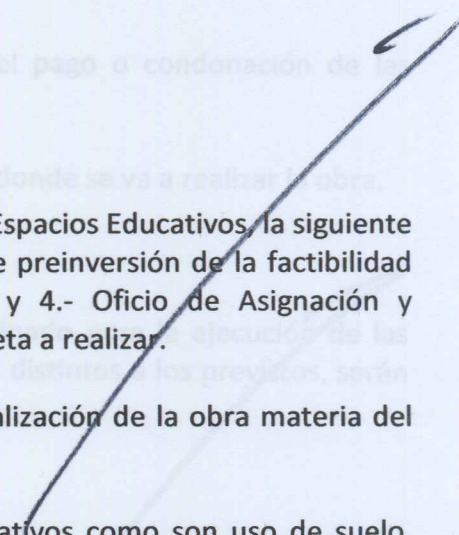 el pago o condonación de las
donde se va a realizar la obra.
Espacios Educativos, la siguiente
e preinversión de la factibilidad
y 4.- Oficio de Asignación y
la ejecución de las
eta a realizar.
distintos a los previstos, serán
alización de la obra materia del
ativos como son uso de suelo,